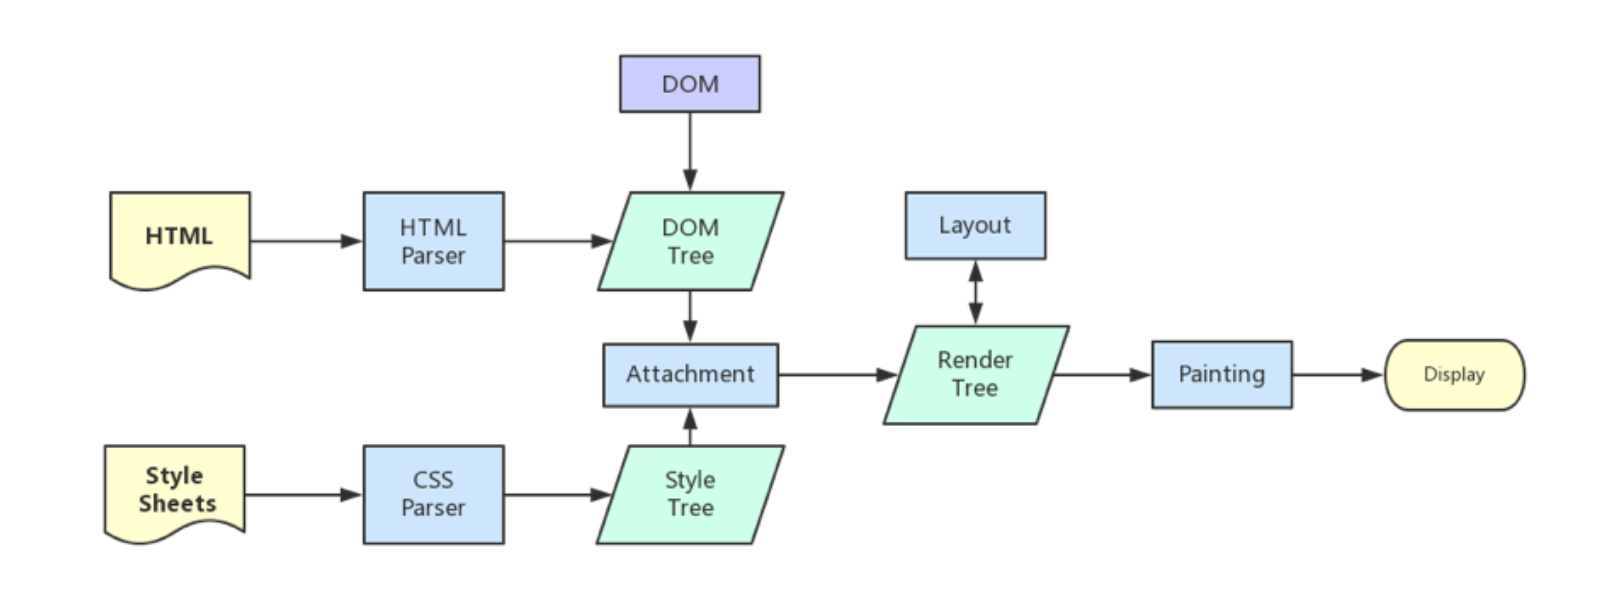 DOM
HTML
HTML
Parser
DOM
Tree
Layout
Attachment
Render
Tree
Painting
Display
Style
Sheets
CSS
Parser
Style
Tree